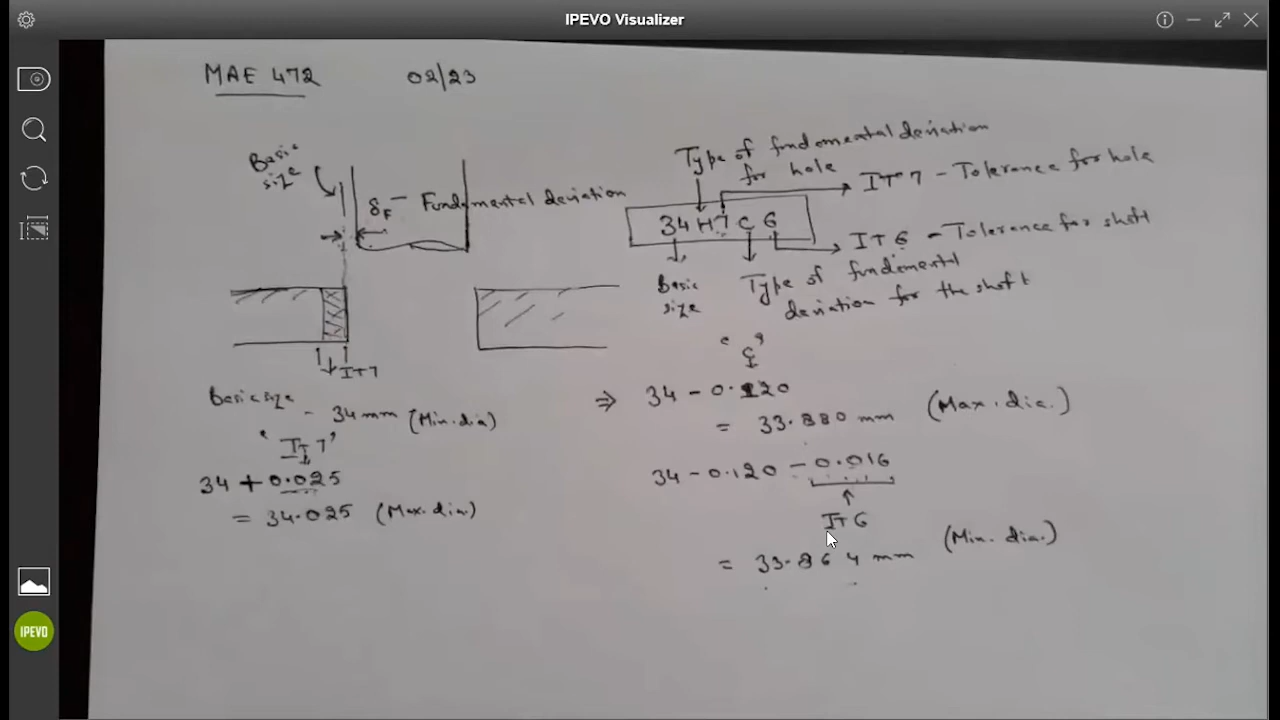 IPEVO Visualizer
MAE 472 02/23
Basic
size
δF — Fundamental deviation
IT7
Basic size - 34 mm (Min. dia)
"IT7"
34 + 0.025
= 34.025 (Max. dia.)
Type of fundamental deviation
for hole
IT7 - Tolerance for hole
34 H7 C 6
IT6 - Tolerance for shaft
Basic
size
Type of fundemental
deviation for the shaft
"C"
⇒ 34 - 0.120
= 33.880 mm (Max. dia.)
34 - 0.120 - 0.016
IT6
= 33.864 mm (Min. dia.)
IPEVO